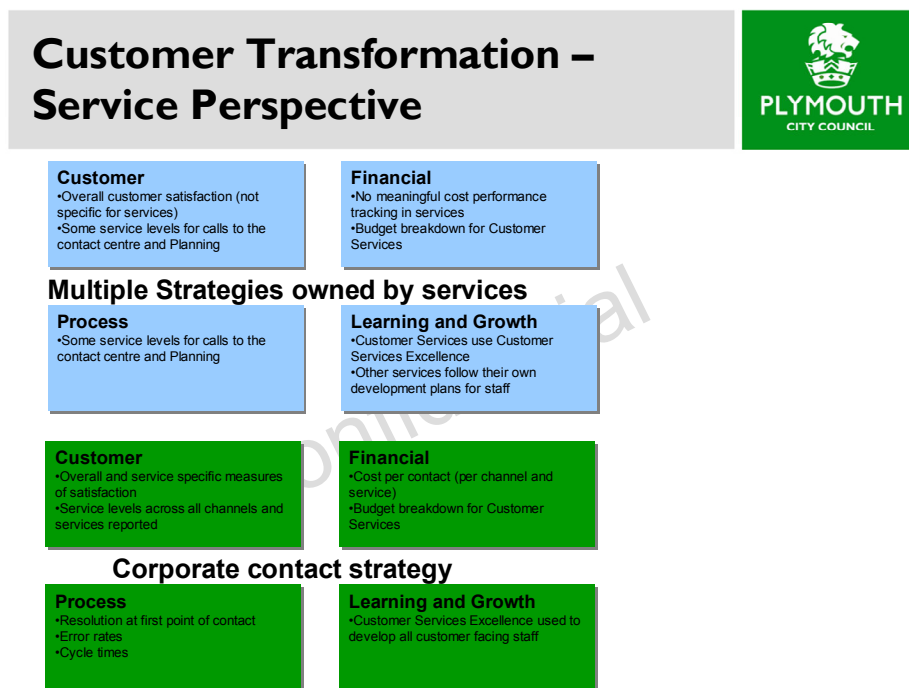 Customer Transformation –
Service Perspective
PLYMOUTH
CITY COUNCIL
Customer
•Overall customer satisfaction (not
specific for services)
•Some service levels for calls to the
contact centre and Planning
Financial
•No meaningful cost performance
tracking in services
•Budget breakdown for Customer
Services
Multiple Strategies owned by services
Process
•Some service levels for calls to the
contact centre and Planning
Learning and Growth
•Customer Services use Customer
Services Excellence
•Other services follow their own
development plans for staff
Customer
•Overall and service specific measures
of satisfaction
•Service levels across all channels and
services reported
Financial
•Cost per contact (per channel and
service)
•Budget breakdown for Customer
Services
Corporate contact strategy
Process
•Resolution at first point of contact
•Error rates
•Cycle times
Learning and Growth
•Customer Services Excellence used to
develop all customer facing staff